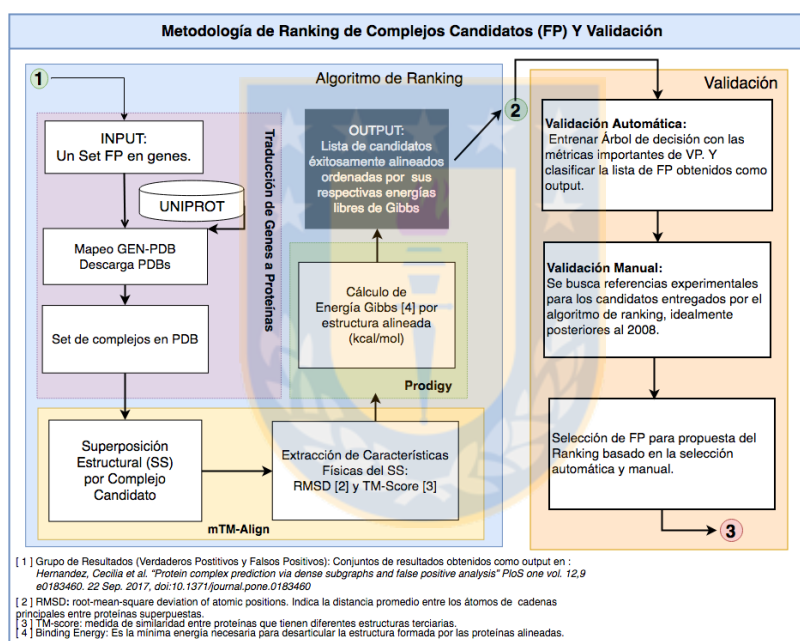 Metodología de Ranking de Complejos Candidatos (FP) Y Validación
1
Algoritmo de Ranking
Traducción de Genes a Proteínas
INPUT:
Un Set FP en genes.
UNIPROT
Mapeo GEN-PDB
Descarga PDBs
Set de complejos en PDB
Superposición
Estructural (SS)
por Complejo
Candidato
Extracción de Características
Físicas del SS:
RMSD [2] y TM-Score [3]
mTM-Align
Cálculo de
Energía Gibbs [4] por
estructura alineada
(kcal/mol)
Prodigy
OUTPUT:
Lista de candidatos
éxitosamente alineados
ordenadas por sus
respectivas energías
libres de Gibbs
2
Validación
Validación Automática:
Entrenar Árbol de decisión con las
métricas importantes de VP. Y
clasificar la lista de FP obtenidos como
output.
Validación Manual:
Se busca referencias experimentales
para los candidatos entregados por el
algoritmo de ranking, idealmente
posteriores al 2008.
Selección de FP para propuesta del
Ranking basado en la selección
automática y manual.
3
[ 1 ] Grupo de Resultados (Verdaderos Postitivos y Falsos Positivos): Conjuntos de resultados obtenidos como output en :
Hernandez, Cecilia et al. “Protein complex prediction via dense subgraphs and false positive analysis” PloS one vol. 12,9
e0183460. 22 Sep. 2017, doi:10.1371/journal.pone.0183460
[ 2 ] RMSD: root-mean-square deviation of atomic positions. Indica la distancia promedio entre los átomos de cadenas
principales entre proteínas superpuestas.
[ 3 ] TM-score: medida de similaridad entre proteínas que tienen diferentes estructuras terciarias.
[ 4 ] Binding Energy: Es la mínima energía necesaria para desarticular la estructura formada por las proteínas alineadas.